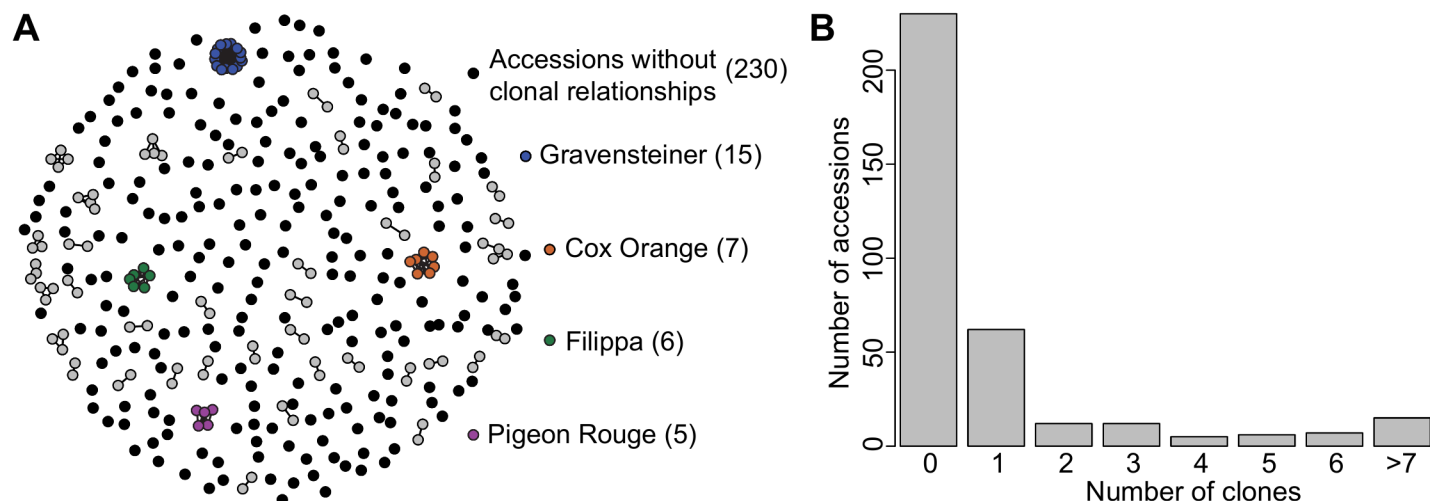 A
Accessions without
clonal relationships (230)
Gravensteiner (15)
Cox Orange (7)
Filippa (6)
Pigeon Rouge (5)
B
Number of accessions
200
150
100
50
0
0 1 2 3 4 5 6 >7
Number of clones